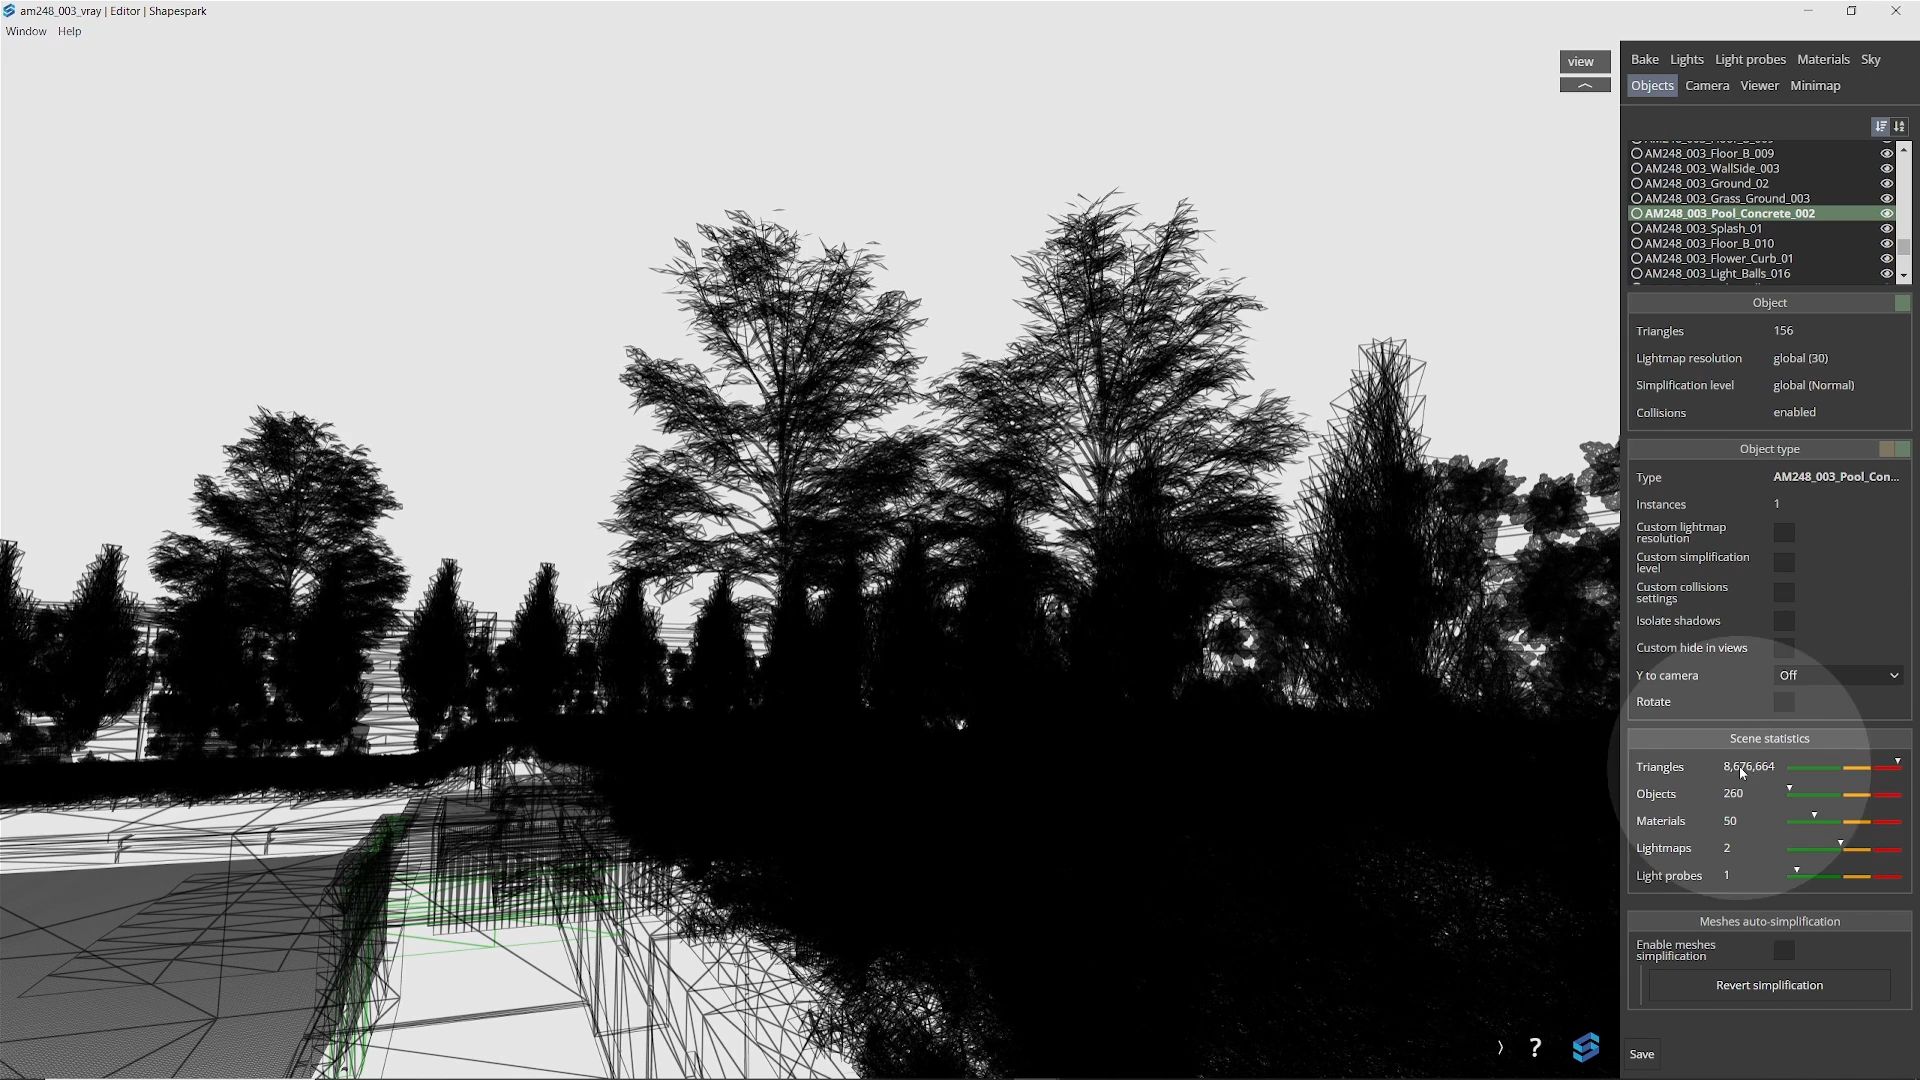 am248_003_vray | Editor | Shapespark
Window Help
view
Bake Lights Light probes Materials Sky
Objects Camera Viewer Minimap
AM248_003_Floor_B_009
AM248_003_WallSide_003
AM248_003_Ground_02
AM248_003_Grass_Ground_003
AM248_003_Pool_Concrete_002
AM248_003_Splash_01
AM248_003_Floor_B_010
AM248_003_Flower_Curb_01
AM248_003_Light_Balls_016
Object
Triangles 156
Lightmap resolution global (30)
Simplification level global (Normal)
Collisions enabled
Object type
Type AM248_003_Pool_Con...
Instances 1
Custom lightmap
resolution
Custom simplification
level
Custom collisions
settings
Isolate shadows
Custom hide in views
Y to camera Off
Rotate
Scene statistics
Triangles 8,676,664
Objects 260
Materials 50
Lightmaps 2
Light probes 1
Meshes auto-simplification
Enable meshes
simplification
Revert simplification
?
Save